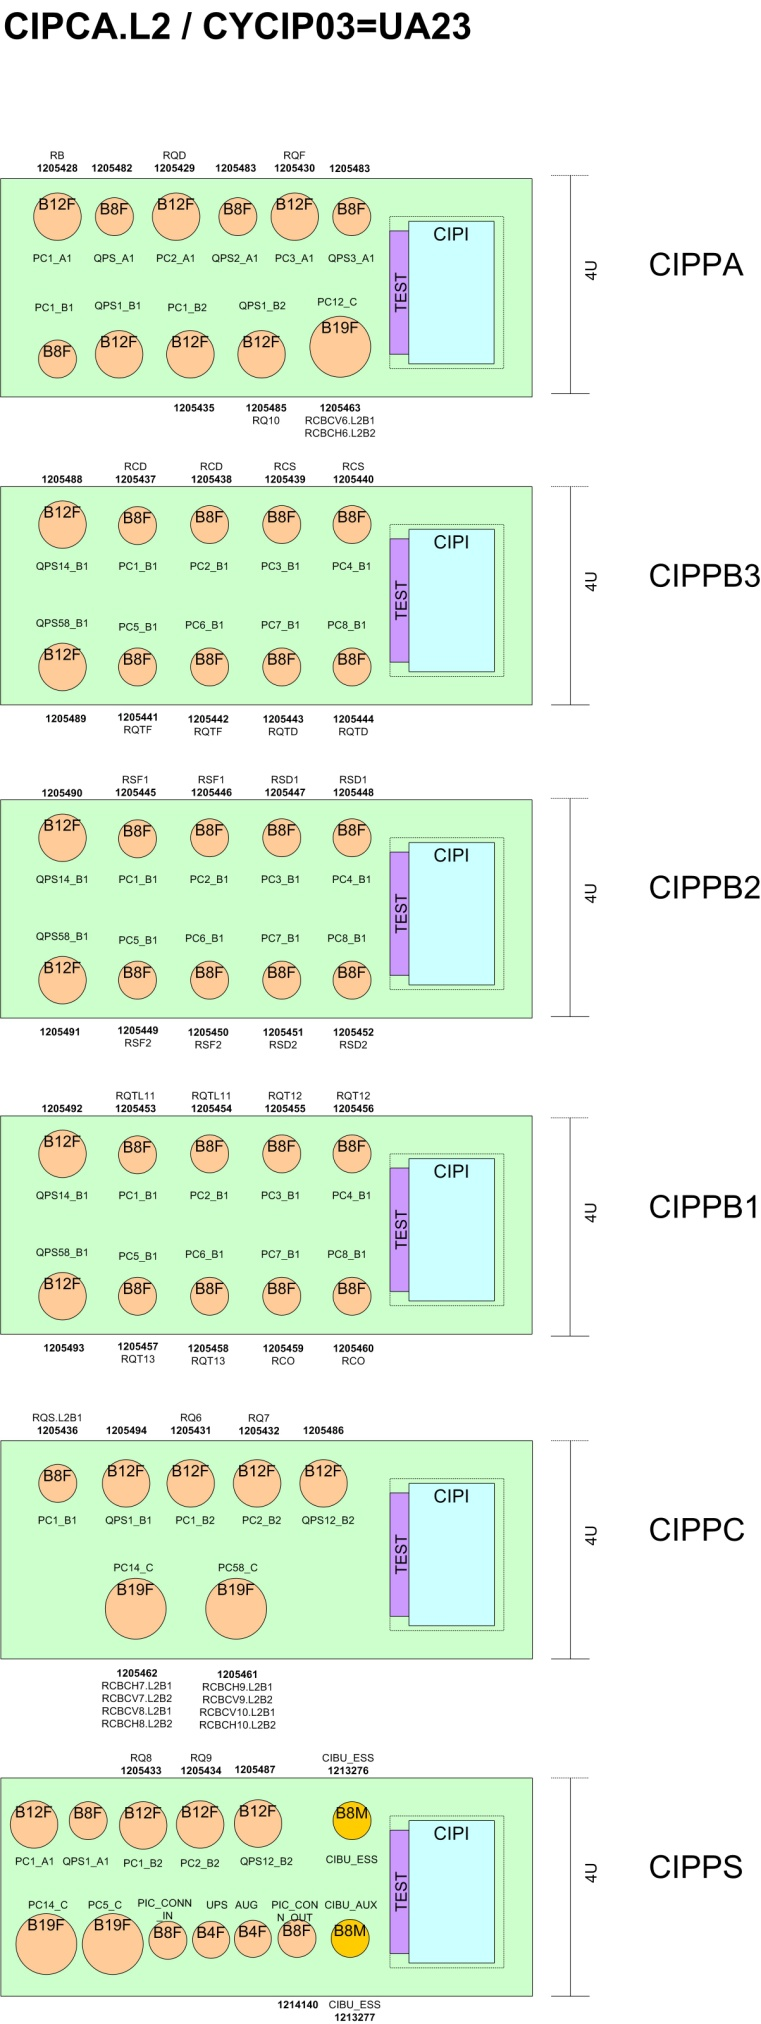 CIPCA.L2 / CYCIP03=UA23
RB RQD RQF
1205428 1205482 1205429 1205483 1205430 1205483
B12F B8F B12F B8F B12F B8F
PC1_A1 QPS_A1 PC2_A1 QPS2_A1 PC3_A1 QPS3_A1
CIPI
TEST
4U
CIPPA
PC1_B1 QPS1_B1 PC1_B2 QPS1_B2 PC12_C
B8F B12F B12F B12F B19F
1205435 1205485 1205463
RQ10 RCBCV6.L2B1
RCBCH6.L2B2
RCD RCD RCS RCS
1205488 1205437 1205438 1205439 1205440
B12F B8F B8F B8F B8F
QPS14_B1 PC1_B1 PC2_B1 PC3_B1 PC4_B1
CIPI
TEST
4U
CIPPB3
QPS58_B1 PC5_B1 PC6_B1 PC7_B1 PC8_B1
B12F B8F B8F B8F B8F
1205489 1205441 1205442 1205443 1205444
RQTF RQTF RQTD RQTD
RSF1 RSF1 RSD1 RSD1
1205490 1205445 1205446 1205447 1205448
B12F B8F B8F B8F B8F
QPS14_B1 PC1_B1 PC2_B1 PC3_B1 PC4_B1
CIPI
TEST
4U
CIPPB2
QPS58_B1 PC5_B1 PC6_B1 PC7_B1 PC8_B1
B12F B8F B8F B8F B8F
1205491 1205449 1205450 1205451 1205452
RSF2 RSF2 RSD2 RSD2
RQTL11 RQTL11 RQT12 RQT12
1205492 1205453 1205454 1205455 1205456
B12F B8F B8F B8F B8F
QPS14_B1 PC1_B1 PC2_B1 PC3_B1 PC4_B1
CIPI
TEST
4U
CIPPB1
QPS58_B1 PC5_B1 PC6_B1 PC7_B1 PC8_B1
B12F B8F B8F B8F B8F
1205493 1205457 1205458 1205459 1205460
RQT13 RQT13 RCO RCO
RQS.L2B1 RQ6 RQ7
1205436 1205494 1205431 1205432 1205486
B8F B12F B12F B12F B12F
PC1_B1 QPS1_B1 PC1_B2 PC2_B2 QPS12_B2
CIPI
TEST
4U
CIPPC
PC14_C PC58_C
B19F B19F
1205462 1205461
RCBCH7.L2B1 RCBCH9.L2B1
RCBCV7.L2B2 RCBCV9.L2B2
RCBCV8.L2B1 RCBCV10.L2B1
RCBCH8.L2B2 RCBCH10.L2B2
RQ8 RQ9 CIBU_ESS
1205433 1205434 1205487 1213276
B12F B8F B12F B12F B12F B8M
PC1_A1 QPS1_A1 PC1_B2 PC2_B2 QPS12_B2 CIBU_ESS
CIPI
TEST
4U
CIPPS
PC14_C PC5_C PIC_CONN UPS AUG PIC_CON CIBU_AUX
_IN N_OUT
B19F B19F B8F B4F B4F B8F B8M
1214140 CIBU_ESS
1213277